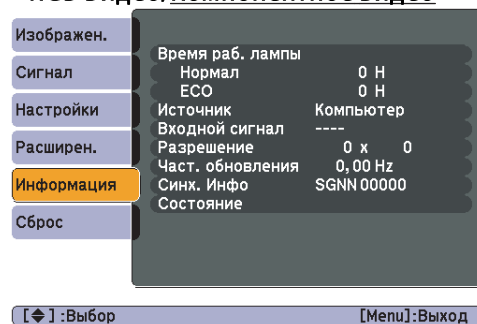 Изображен.
Сигнал
Настройки
Расширен.
Информация
Сброс
Время раб. лампы
Нормал 0 H
ECO 0 H
Источник Компьютер
Входной сигнал ----
Разрешение 0 x 0
Част. обновления 0, 00 Hz
Синх. Инфо SGNN 00000
Состояние
[◆] :Выбор [Menu]:Выход